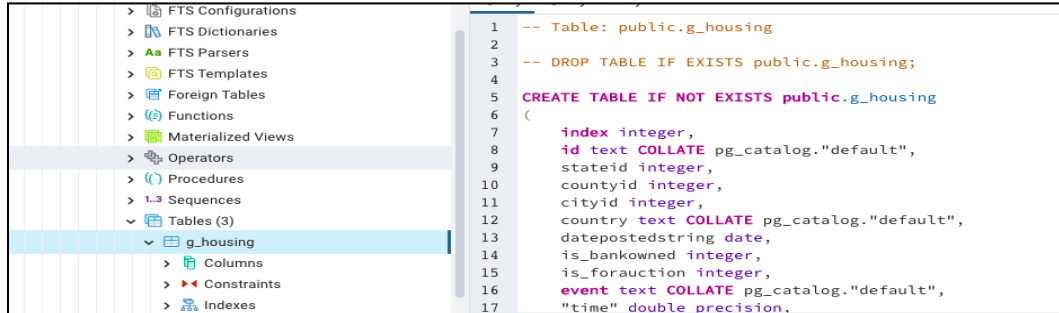 FTS Configurations
FTS Dictionaries
Aa FTS Parsers
FTS Templates
Foreign Tables
Functions
Materialized Views
Operators
Procedures
1..3 Sequences
Tables (3)
g_housing
Columns
Constraints
Indexes
1 -- Table: public.g_housing
2
3 -- DROP TABLE IF EXISTS public.g_housing;
4
5 CREATE TABLE IF NOT EXISTS public.g_housing
6 (
7 index integer,
8 id text COLLATE pg_catalog."default",
9 stateid integer,
10 countyid integer,
11 cityid integer,
12 country text COLLATE pg_catalog."default",
13 datepostedstring date,
14 is_bankowned integer,
15 is_forauction integer,
16 event text COLLATE pg_catalog."default",
17 "time" double precision,